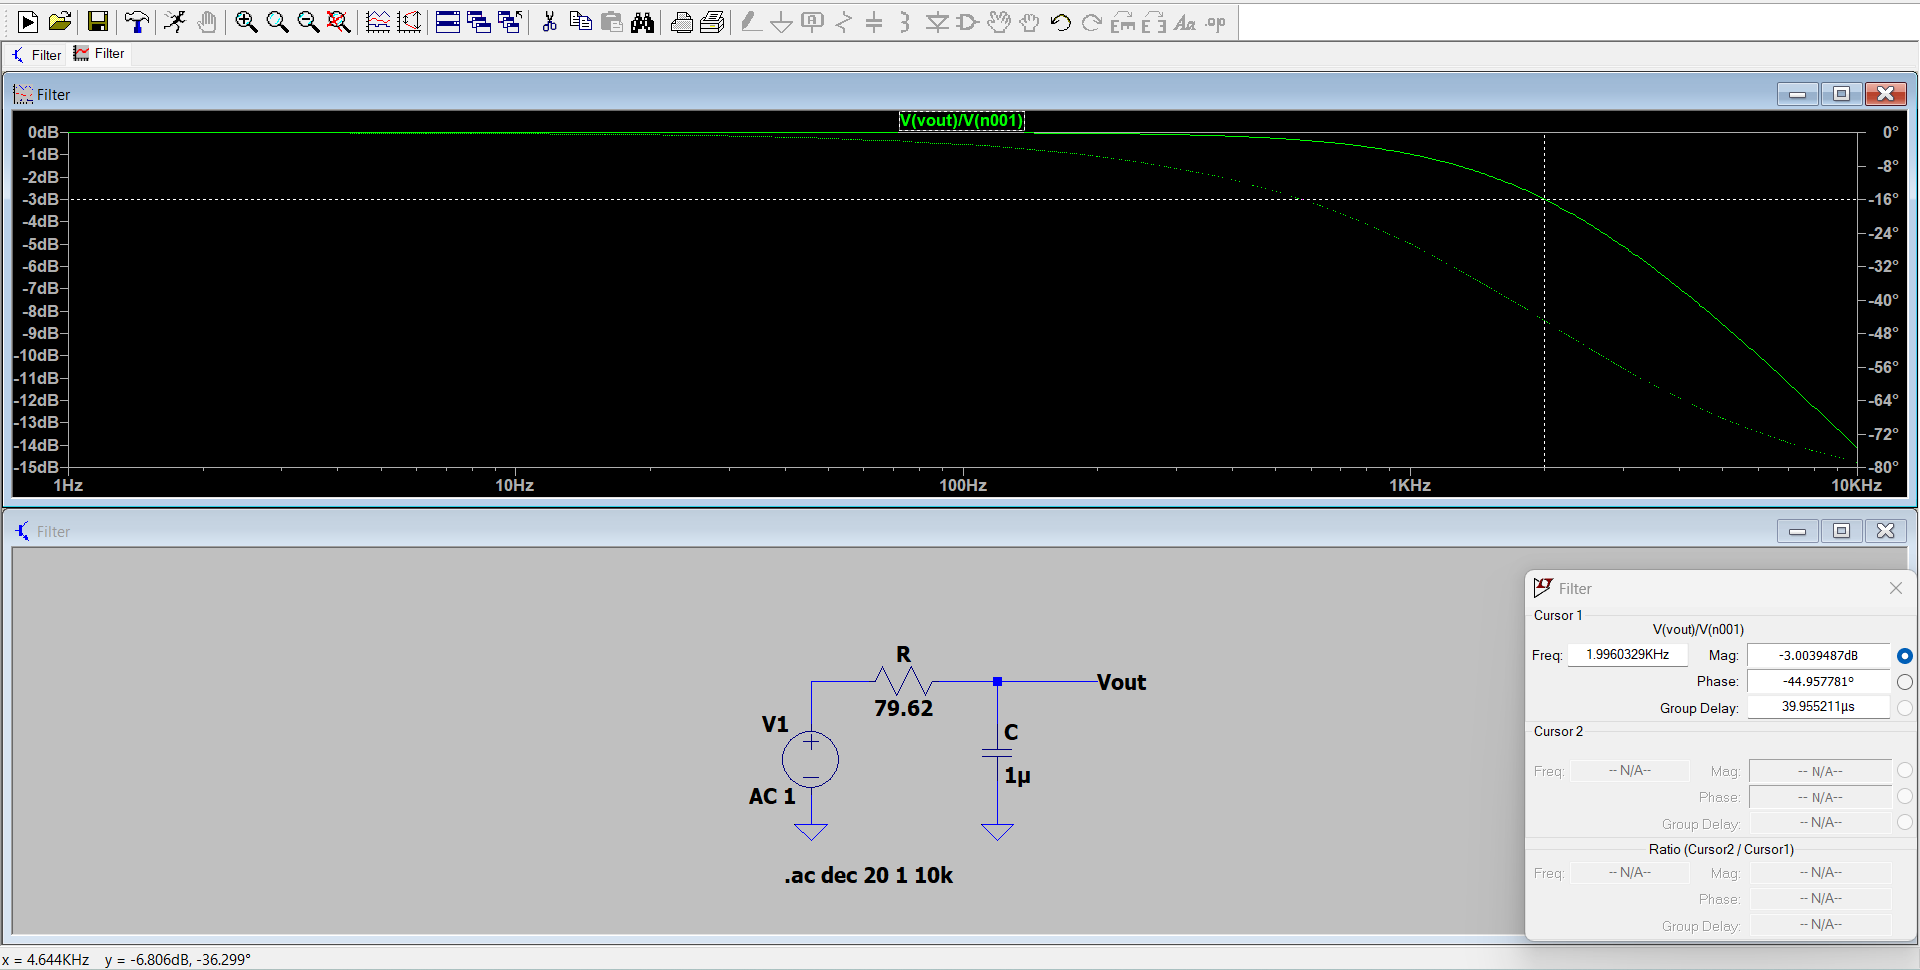 Aa .op
Filter Filter
Filter
V(vout)/V(n001)
0dB 0°
-1dB
-2dB -8°
-3dB -16°
-4dB
-5dB -24°
-6dB -32°
-7dB
-8dB -40°
-9dB -48°
-10dB
-11dB -56°
-12dB -64°
-13dB
-14dB -72°
-15dB -80°
1Hz 10Hz 100Hz 1KHz 10KHz
Filter
Filter
Cursor 1
V(vout)/V(n001)
Freq: 1.9960329KHz Mag: -3.0039487dB
Phase: -44.957781°
Group Delay: 39.955211µs
Cursor 2
Freq: -- N/A-- Mag: -- N/A--
Phase: -- N/A--
Group Delay: -- N/A--
Ratio (Cursor2 / Cursor1)
Freq: -- N/A-- Mag: -- N/A--
Phase: -- N/A--
Group Delay: -- N/A--
R
79.62
Vout
V1
AC 1
C
1µ
.ac dec 20 1 10k
x = 4.644KHz y = -6.806dB, -36.299°